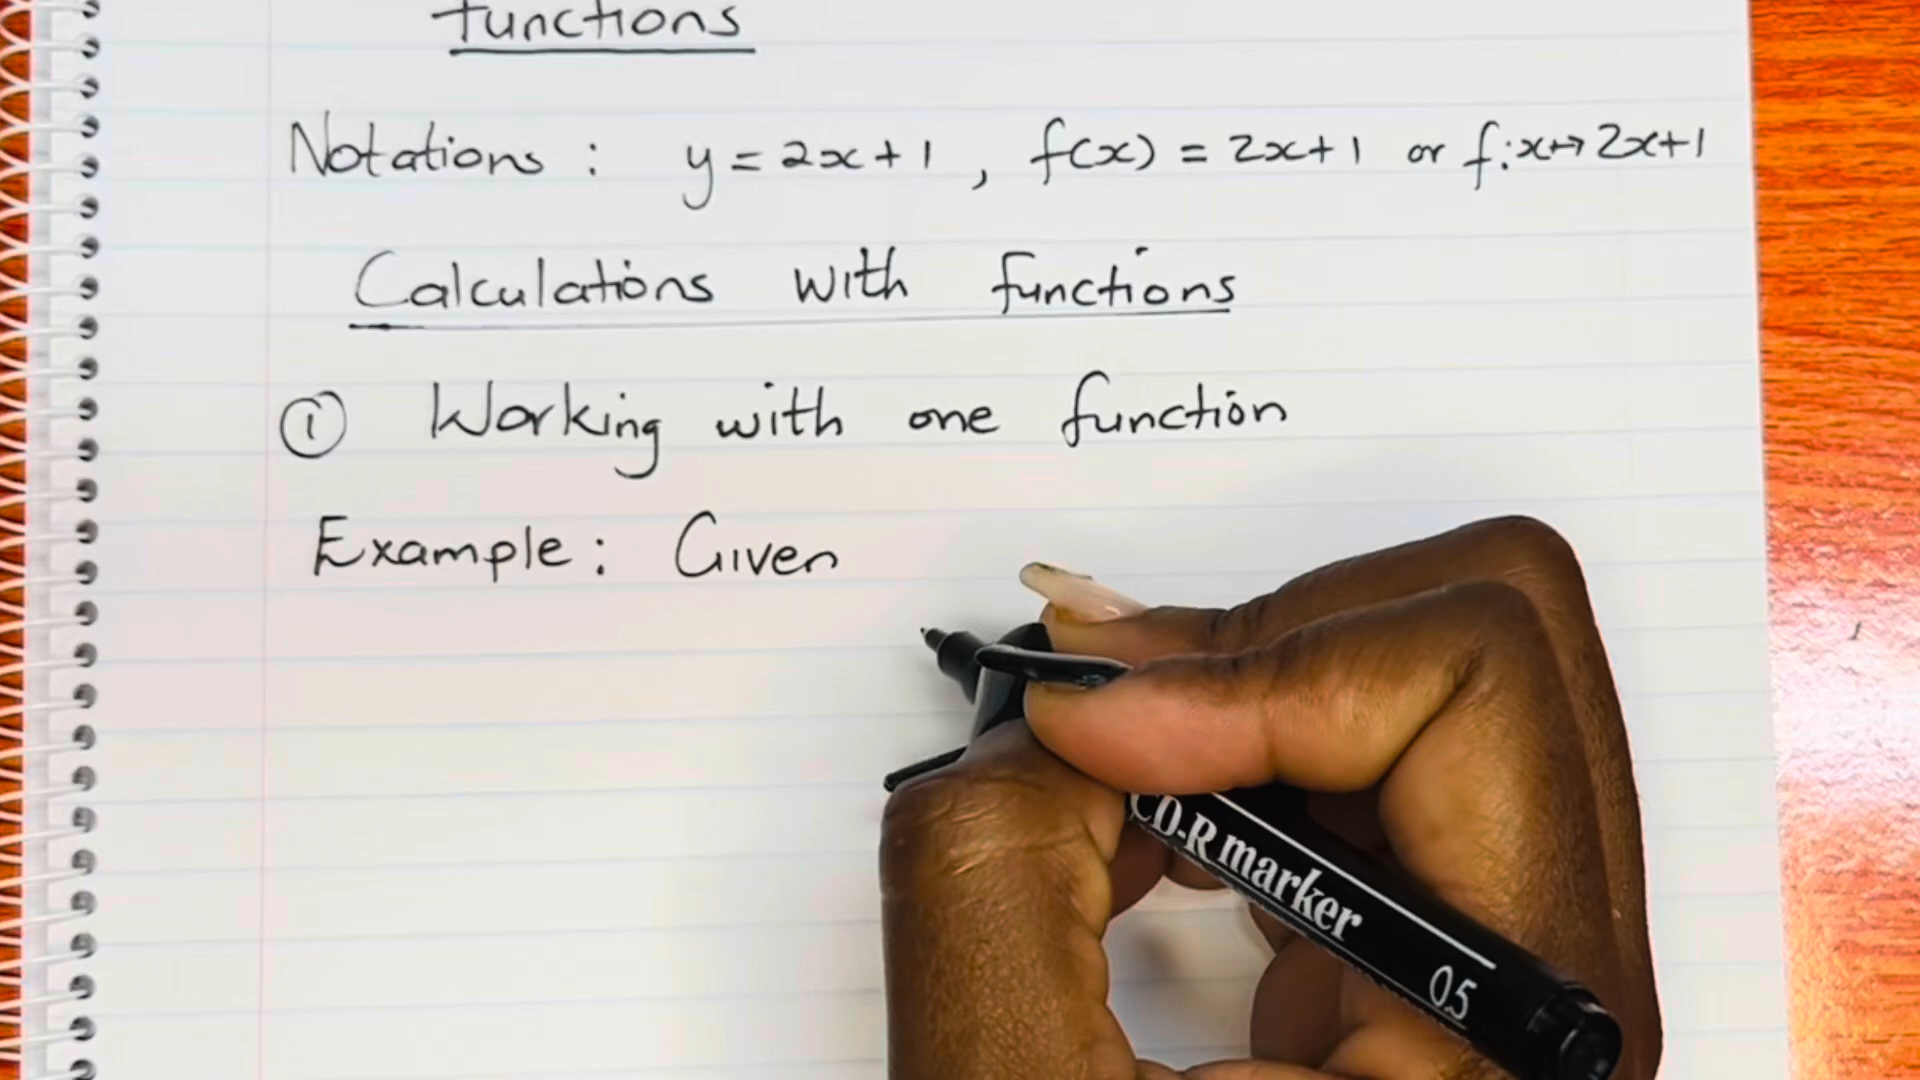 functions
Notations : y = 2x + 1 , f(x) = 2x+1 or f:x↦2x+1
Calculations with functions
① Working with one function
Example : Given
CD-R marker
0.5